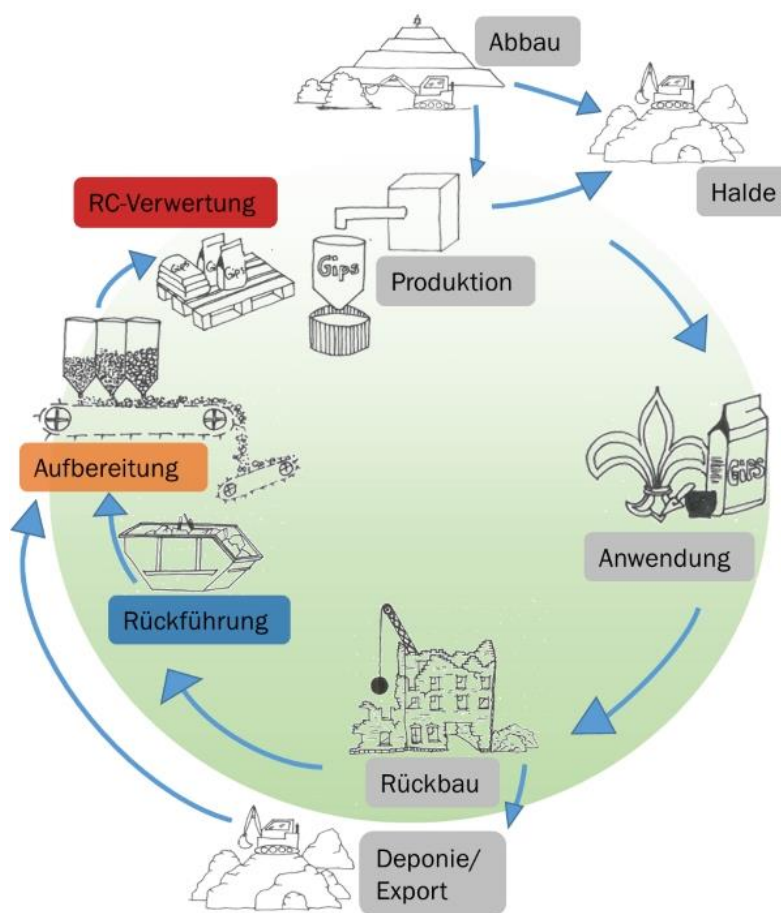 Abbau
Halde
RC-Verwertung
Gips
Gips
Gips
Produktion
Aufbereitung
GiPS
Anwendung
Rückführung
Rückbau
Deponie/
Export